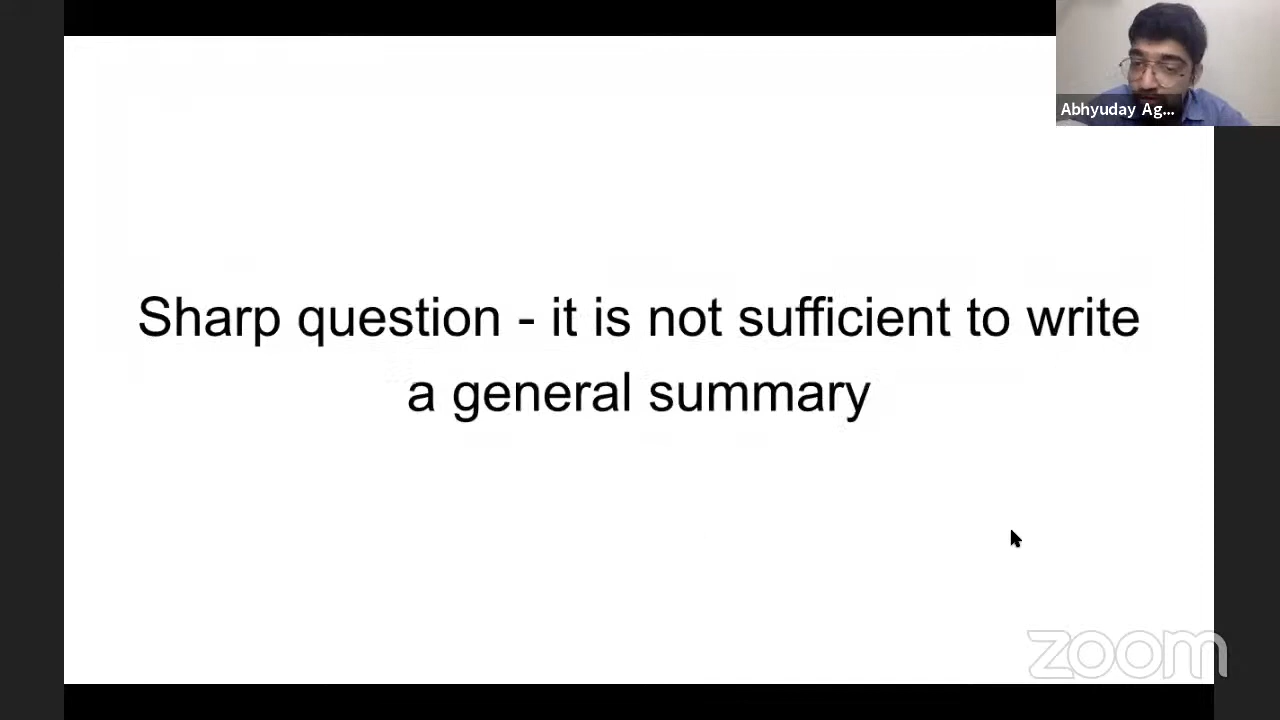 Abhyuday Ag...
Sharp question - it is not sufficient to write
a general summary
zoom